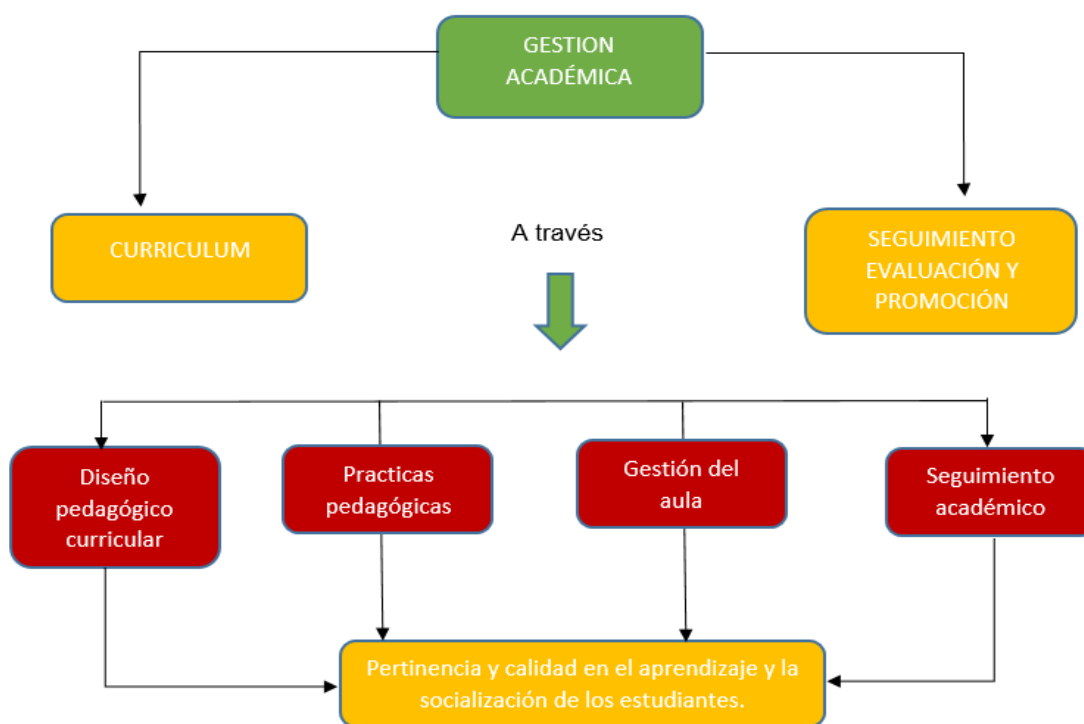 GESTION
ACADÉMICA
CURRICULUM
A través
SEGUIMIENTO
EVALUACIÓN Y
PROMOCIÓN
Diseño
pedagógico
curricular
Practicas
pedagógicas
Gestión del
aula
Seguimiento
académico
Pertinencia y calidad en el aprendizaje y la
socialización de los estudiantes.